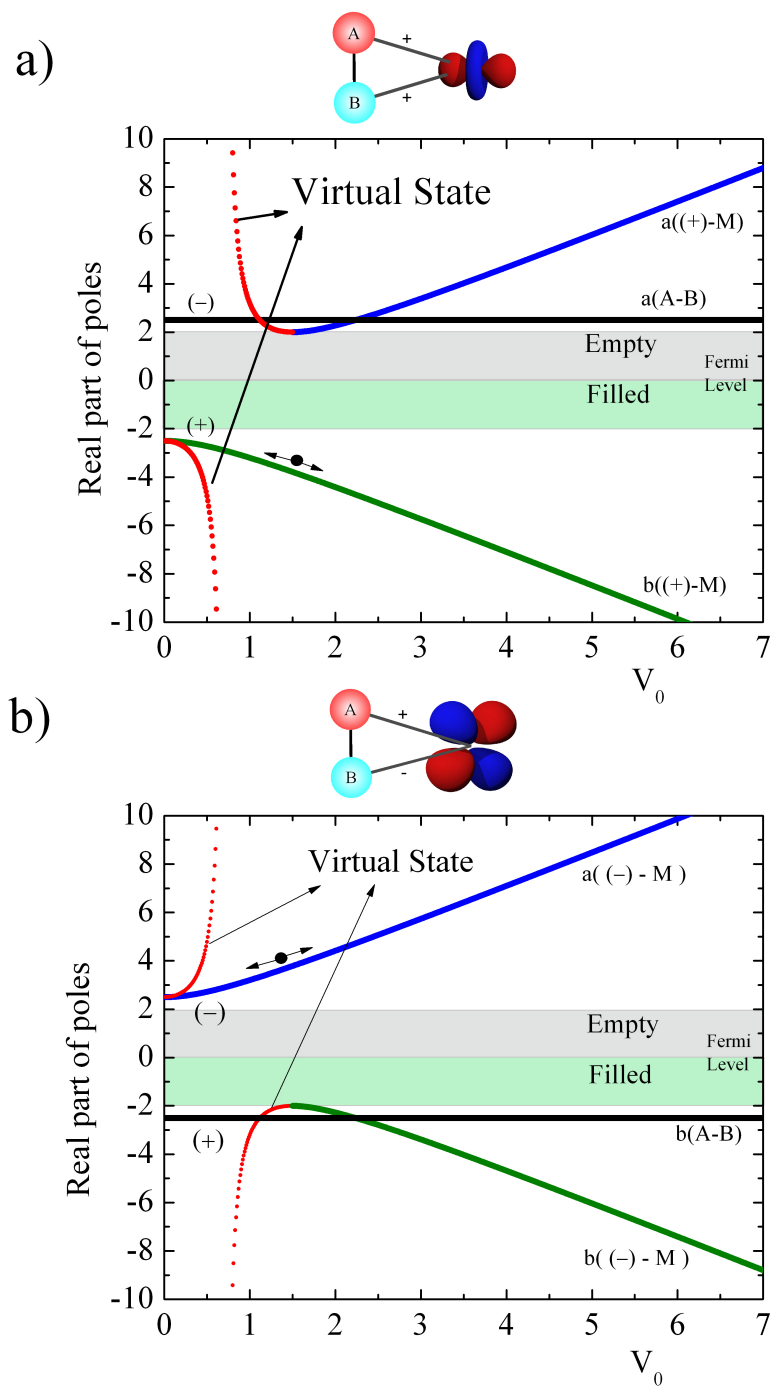 a)
A
+
B
+
10
8
6
4
2
0
-2
-4
-6
-8
-10
Real part of poles
Virtual State
a((+)-M)
(–)
a(A-B)
Empty
Fermi
Level
Filled
(+)
b((+)-M)
0 1 2 3 4 5 6 7
V0
b)
A
+
B
-
10
8
6
4
2
0
-2
-4
-6
-8
-10
Real part of poles
Virtual State
a( (–) - M )
(–)
Empty
Fermi
Level
Filled
(+)
b(A-B)
b( (–) - M )
0 1 2 3 4 5 6 7
V0